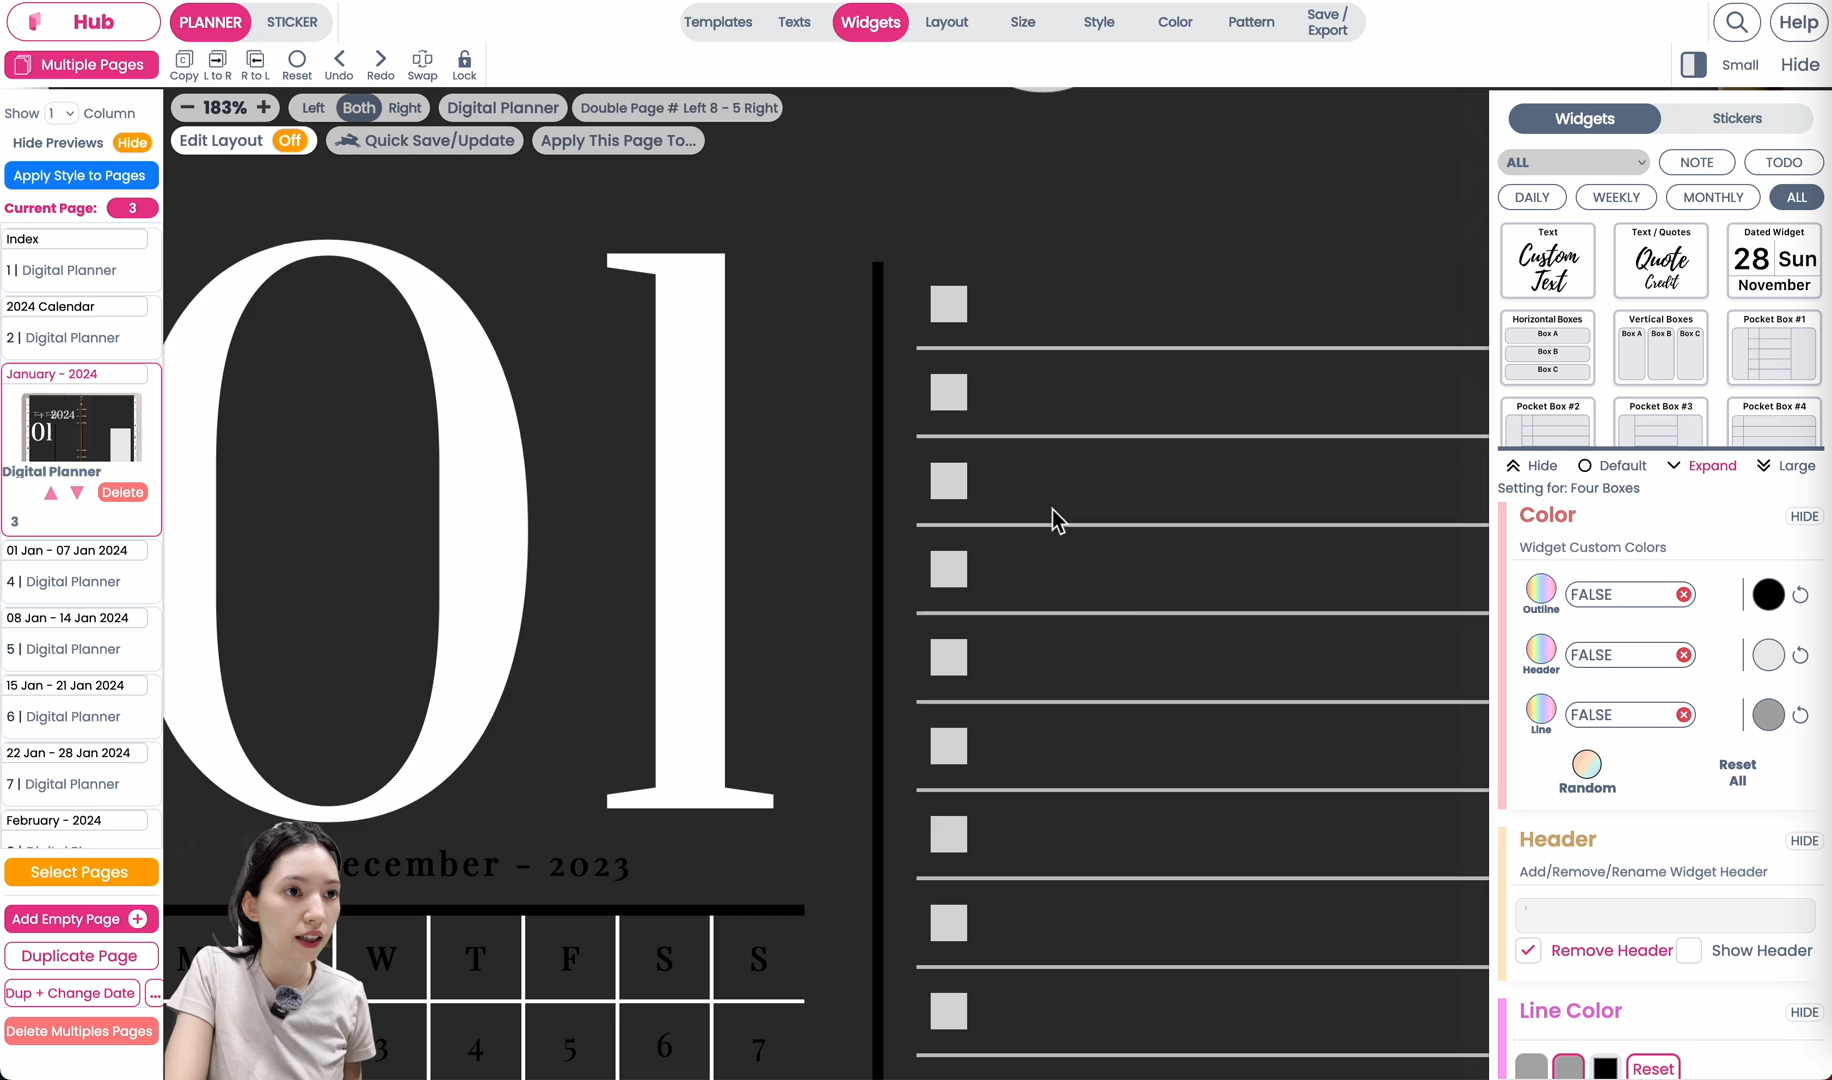 Hub
PLANNER
STICKER
Templates
Texts
Widgets
Layout
Size
Style
Color
Pattern
Save /
Export
Help
Multiple Pages
Copy
L to R
R to L
Reset
Undo
Redo
Swap
Lock
Small
Hide
Show 1 Column
Hide Previews Hide
Apply Style to Pages
Current Page: 3
Index
1 | Digital Planner
2024 Calendar
2 | Digital Planner
January - 2024
2024
01
Digital Planner
Delete
3
01 Jan - 07 Jan 2024
4 | Digital Planner
08 Jan - 14 Jan 2024
5 | Digital Planner
15 Jan - 21 Jan 2024
6 | Digital Planner
22 Jan - 28 Jan 2024
7 | Digital Planner
February - 2024
Select Pages
Add Empty Page +
Duplicate Page
Dup + Change Date ...
Delete Multiples Pages
− 183% +
Left Both Right
Digital Planner
Double Page # Left 8 - 5 Right
Edit Layout Off
Quick Save/Update
Apply This Page To...
01
ecember - 2023
M W T F S S
3 4 5 6 7
Widgets
Stickers
ALL
NOTE
TODO
DAILY
WEEKLY
MONTHLY
ALL
Text
Custom
Text
Text / Quotes
Quote
Credit
Dated Widget
28 Sun
November
Horizontal Boxes
Box A
Box B
Box C
Vertical Boxes
Box A Box B Box C
Pocket Box #1
Pocket Box #2
Pocket Box #3
Pocket Box #4
Hide
Default
Expand
Large
Setting for: Four Boxes
Color
HIDE
Widget Custom Colors
Outline
FALSE
Header
FALSE
Line
FALSE
Random
Reset
All
Header
HIDE
Add/Remove/Rename Widget Header
Remove Header
Show Header
Line Color
HIDE
Reset